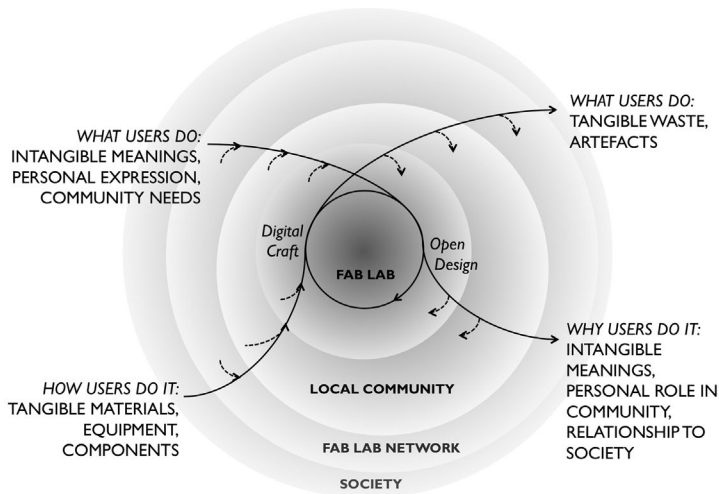 WHAT USERS DO:
INTANGIBLE MEANINGS,
PERSONAL EXPRESSION,
COMMUNITY NEEDS
WHAT USERS DO:
TANGIBLE WASTE,
ARTEFACTS
Digital
Craft
Open
Design
FAB LAB
HOW USERS DO IT:
TANGIBLE MATERIALS,
EQUIPMENT,
COMPONENTS
WHY USERS DO IT:
INTANGIBLE
MEANINGS,
PERSONAL ROLE IN
COMMUNITY,
RELATIONSHIP TO
SOCIETY
LOCAL COMMUNITY
FAB LAB NETWORK
SOCIETY